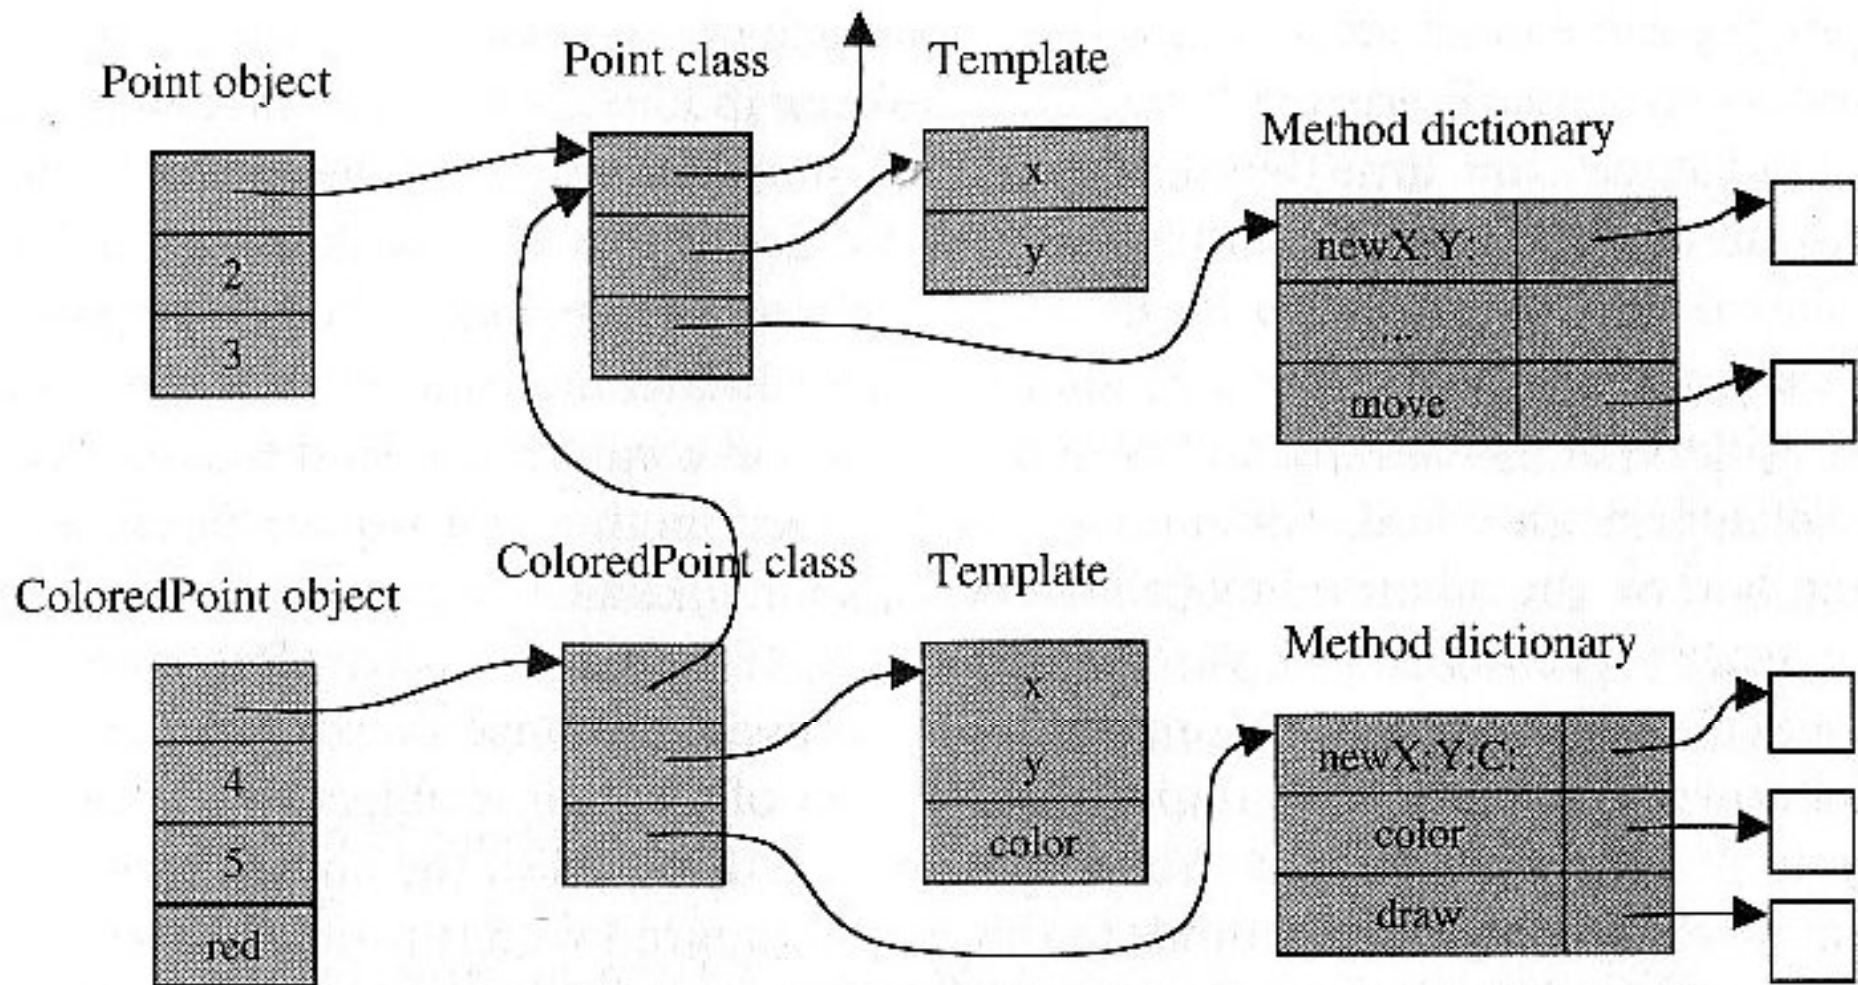 Point object
Point class
Template
Method dictionary
2
3
x
y
newX:Y:
...
move
ColoredPoint object
ColoredPoint class
Template
Method dictionary
4
5
red
x
y
color
newX:Y:C:
color
draw